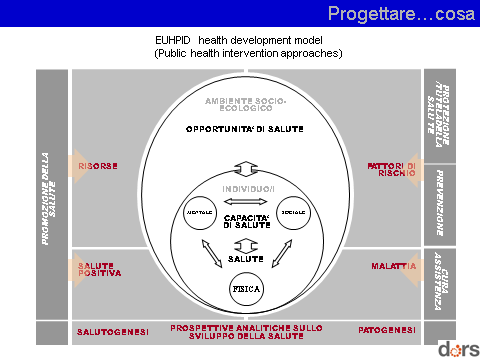 Progettare…cosa
EUHPID health development model
(Public health intervention approaches)
AMBIENTE SOCIO-
ECOLOGICO
OPPORTUNITA' DI SALUTE
PROMOZIONE DELLA
SALUTE
RISORSE
FATTORI DI
RISCHIO
PROTEZIONE
/TUTELA DELLA
SALUTE
PREVENZIONE
INDIVIDUO/I
MENTALE
SOCIALE
CAPACITA'
DI SALUTE
SALUTE
FISICA
SALUTE
POSITIVA
MALATTIA
CURA
ASSISTENZA
SALUTOGENESI
PROSPETTIVE ANALITICHE SULLO
SVILUPPO DELLA SALUTE
PATOGENESI
dors